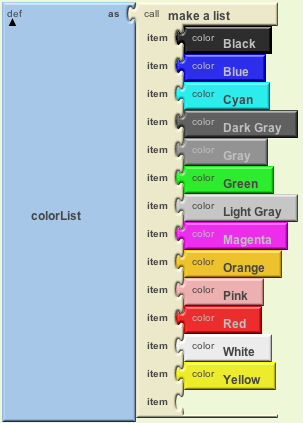 def as call make a list
item color Black
item color Blue
item color Cyan
item color Dark Gray
item color Gray
item color Green
colorList
item color Light Gray
item color Magenta
item color Orange
item color Pink
item color Red
item color White
item color Yellow
item